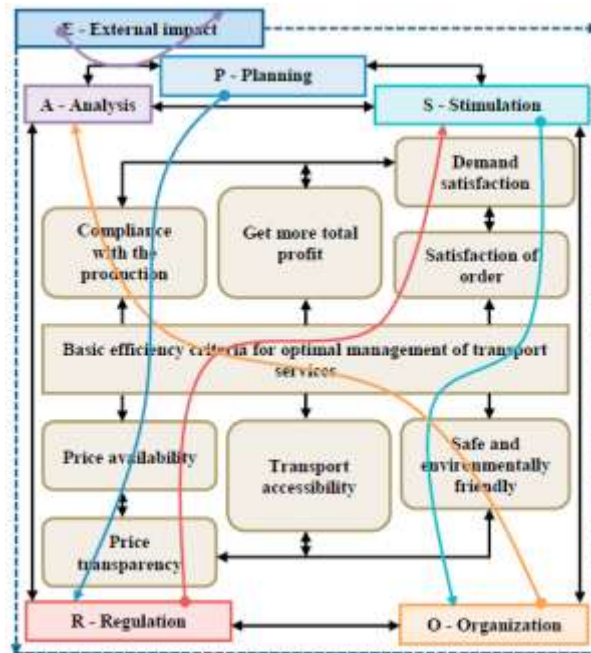 E - External impact
P - Planning
A - Analysis
S - Stimulation
Demand
satisfaction
Compliance
with the
production
Get more total
profit
Satisfaction of
order
Basic efficiency criteria for optimal management of transport
services
Price availability
Transport
accessibility
Safe and
environmentally
friendly
Price
transparency
R - Regulation
O - Organization